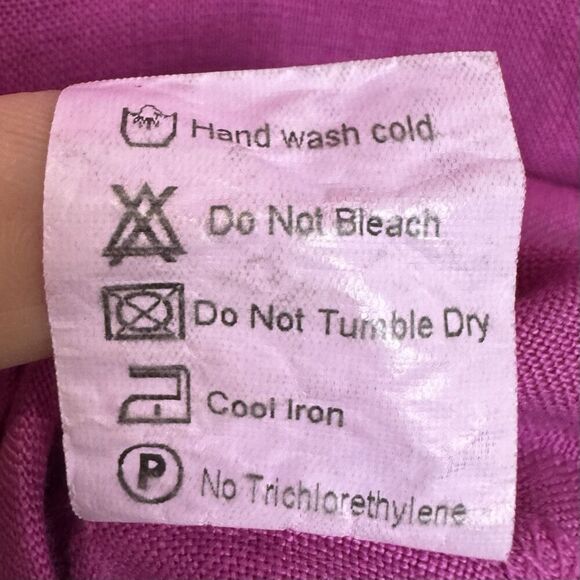 Hand wash cold
Do Not Bleach
Do Not Tumble Dry
Cool Iron
P No Trichlorethylene